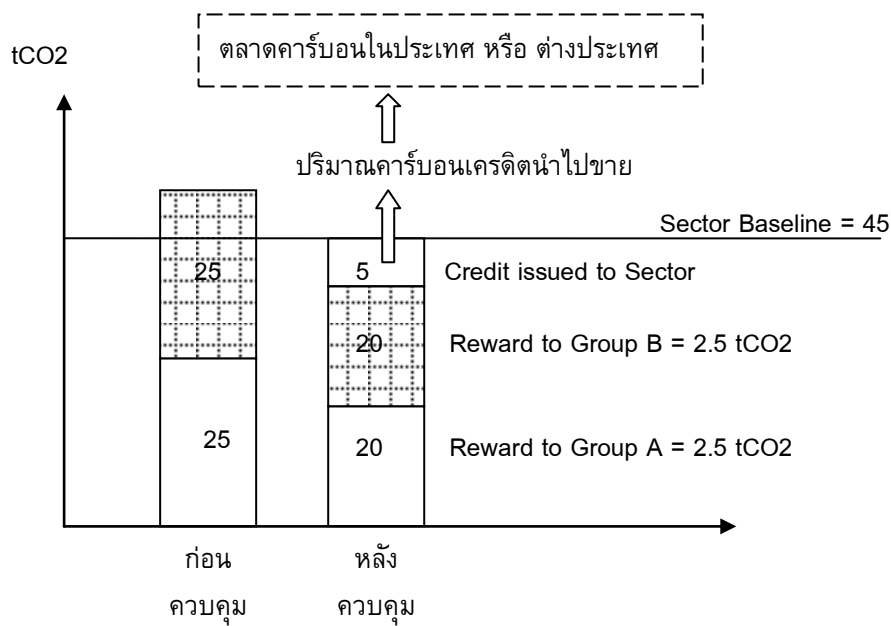 ตลาดคาร์บอนในประเทศ หรือ ต่างประเทศ
tCO2
ปริมาณคาร์บอนเครดิตนำไปขาย
Sector Baseline = 45
25
5
Credit issued to Sector
20
Reward to Group B = 2.5 tCO2
25
20
Reward to Group A = 2.5 tCO2
ก่อน
ควบคุม
หลัง
ควบคุม